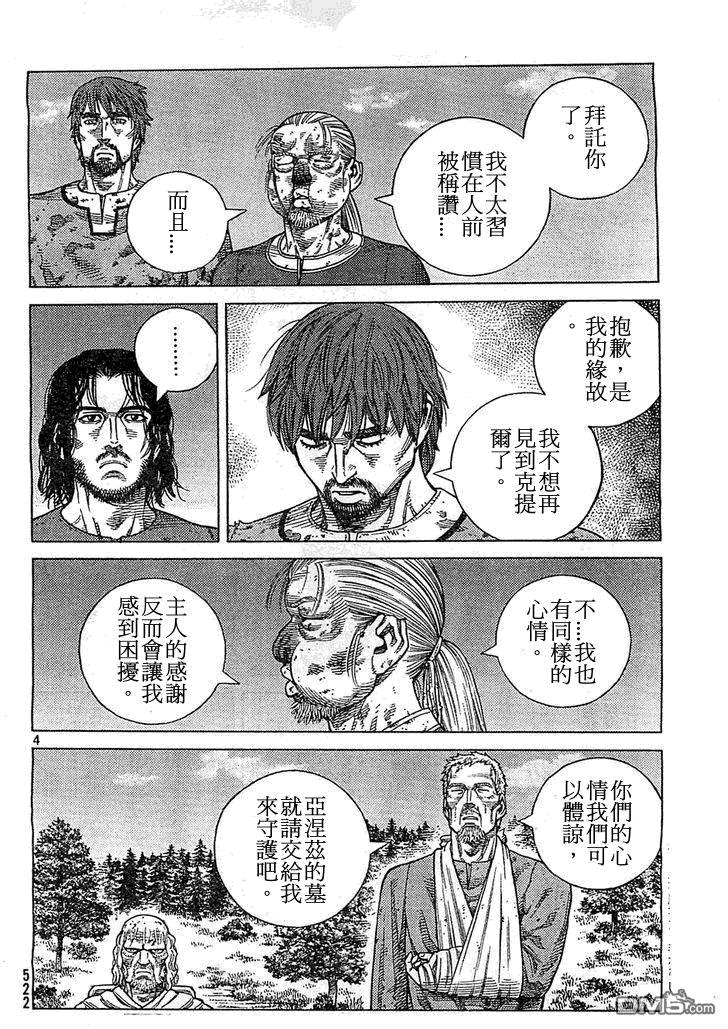 拜託你
了。
我不太習
慣在人前
被稱讚…
而且
……
抱歉，是
我的緣故
。
我不想再
見到克提
爾了。
……
不…我也
有同樣的
心情。
主人的感謝
反而會讓我
感到困擾。
4
你們的心
情我們可
以體諒，
亞涅茲的墓
就請交給我
來守護吧。
522
DM5.com